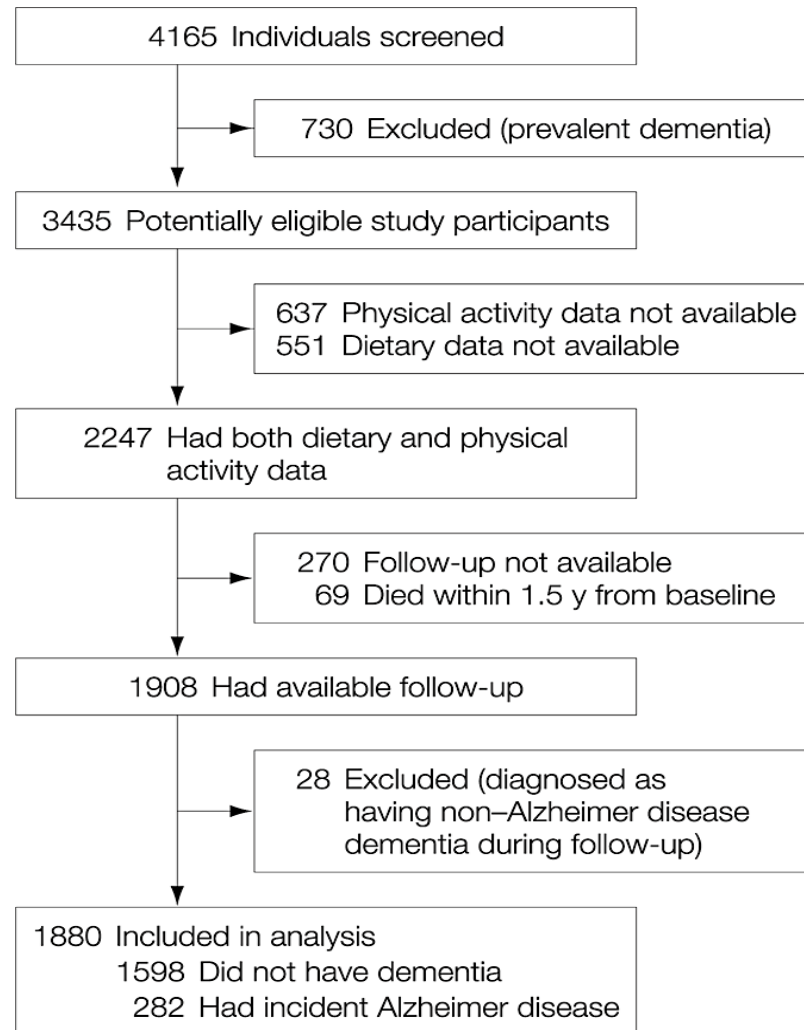 4165 Individuals screened
730 Excluded (prevalent dementia)
3435 Potentially eligible study participants
637 Physical activity data not available
551 Dietary data not available
2247 Had both dietary and physical
activity data
270 Follow-up not available
69 Died within 1.5 y from baseline
1908 Had available follow-up
28 Excluded (diagnosed as
having non–Alzheimer disease
dementia during follow-up)
1880 Included in analysis
1598 Did not have dementia
282 Had incident Alzheimer disease